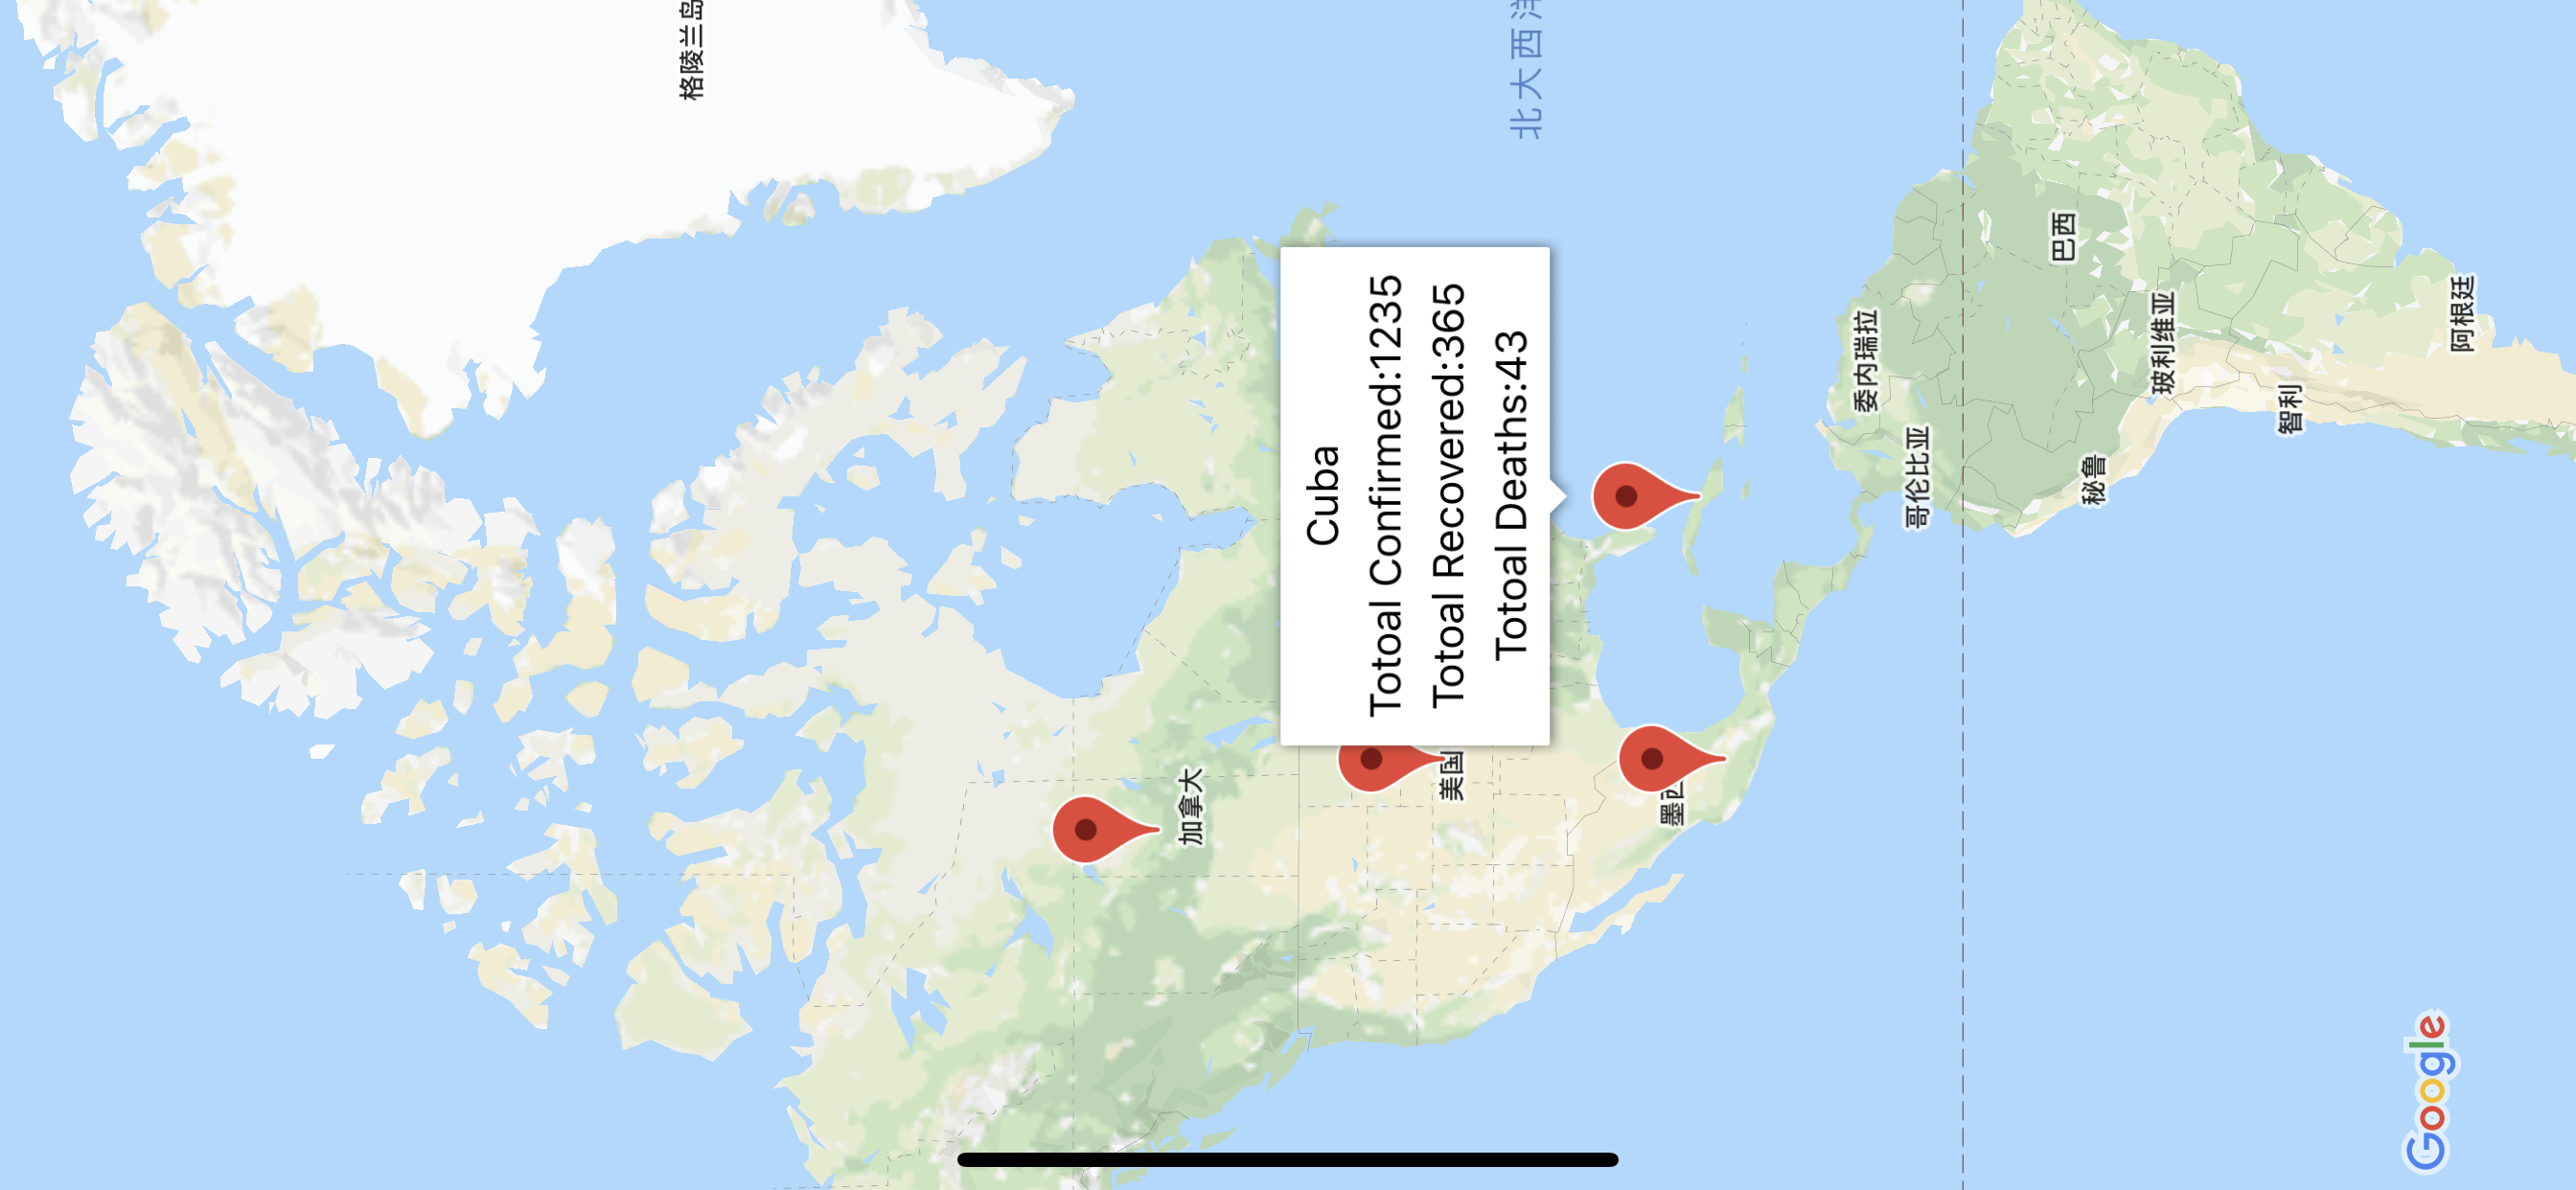 格陵兰岛
北大西洋
Cuba
Totoal Confirmed:1235
Totoal Recovered:365
Totoal Deaths:43
加拿大
美国
墨西
委内瑞拉
哥伦比亚
巴西
秘鲁
玻利维亚
智利
阿根廷
Google